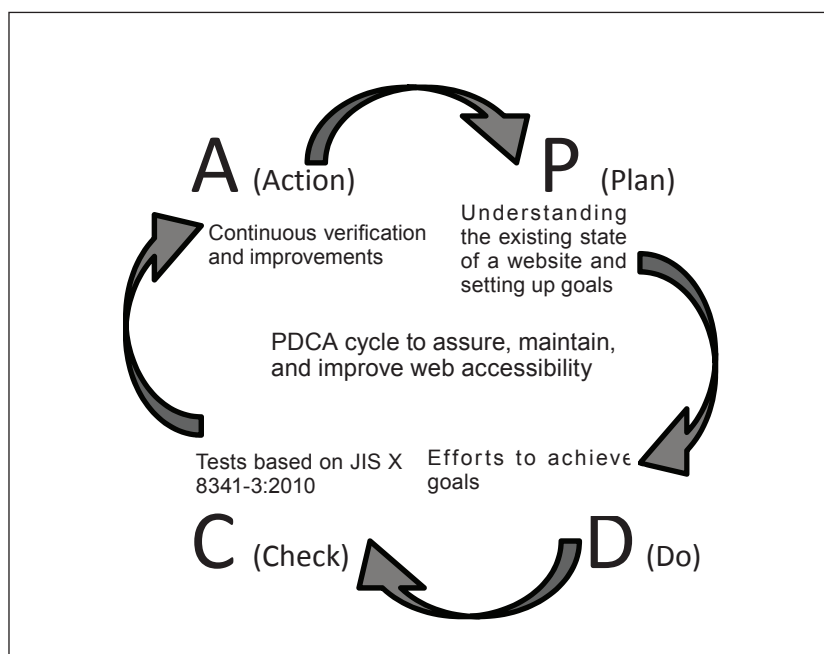 A (Action)
Continuous verification
and improvements
P (Plan)
Understanding
the existing state
of a website and
setting up goals
PDCA cycle to assure, maintain,
and improve web accessibility
Tests based on JIS X
8341-3:2010
C (Check)
Efforts to achieve
goals
D (Do)